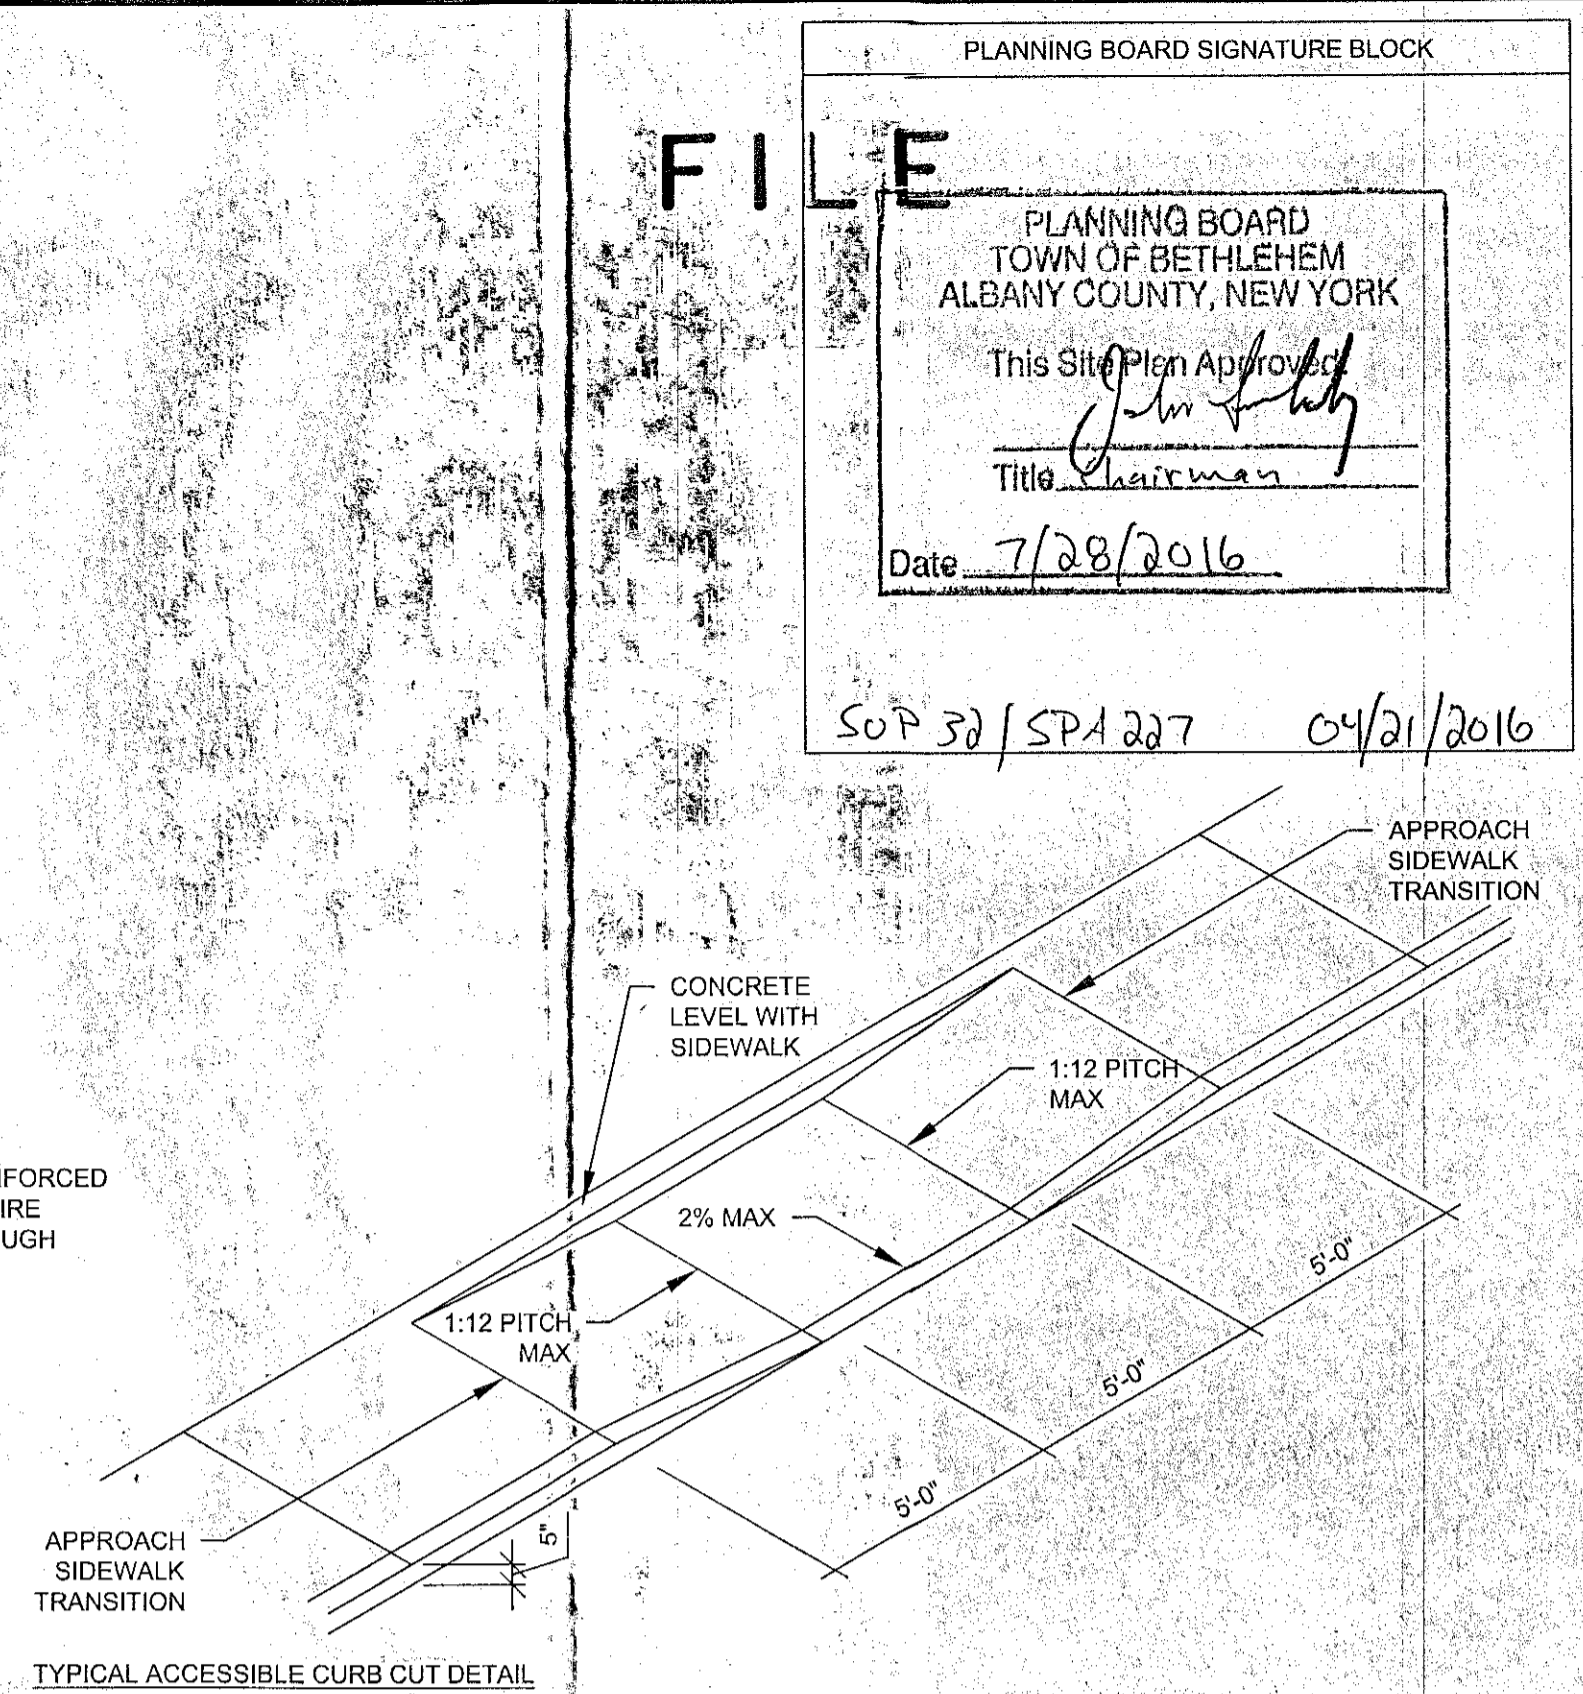 PLANNING BOARD SIGNATURE BLOCK
FILE
PLANNING BOARD
TOWN OF BETHLEHEM
ALBANY COUNTY, NEW YORK
This Site Plan Approved
John
Title Chairman
Date 7/28/2016
SUP 32 / SPA 227 04/21/2016
APPROACH
SIDEWALK
TRANSITION
CONCRETE
LEVEL WITH
SIDEWALK
1:12 PITCH
MAX
NFORCED
IRE
UGH
2% MAX
5'-0"
1:12 PITCH
MAX
5'-0"
5'-0"
5"
APPROACH
SIDEWALK
TRANSITION
TYPICAL ACCESSIBLE CURB CUT DETAIL